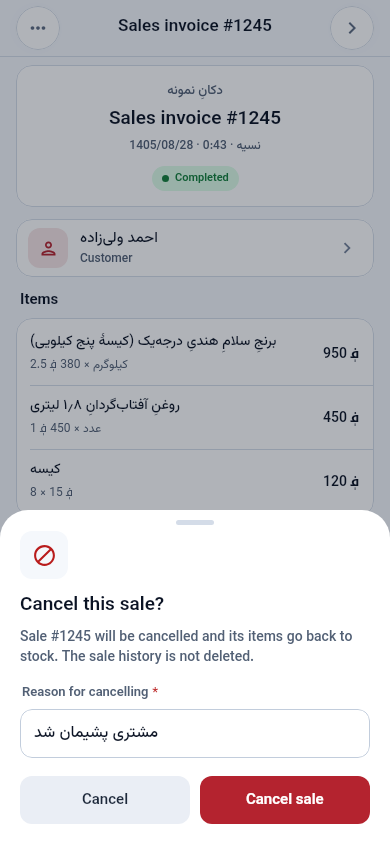 Sales invoice #1245
دکانِ نمونه
Sales invoice #1245
نسیه · 0:43 · 1405/08/28
Completed
احمد ولی‌زاده
Customer
Items
برنجِ سلامِ هندیِ درجه‌یک (کیسهٔ پنج کیلویی)
2.5 کیلوگرم × 380 ؋
950 ؋
روغنِ آفتاب‌گردانِ ۱٫۸ لیتری
1 عدد × 450 ؋
450 ؋
کیسه
8 × 15 ؋
120 ؋
Cancel this sale?
Sale #1245 will be cancelled and its items go back to
stock. The sale history is not deleted.
Reason for cancelling *
مشتری پشیمان شد
Cancel
Cancel sale